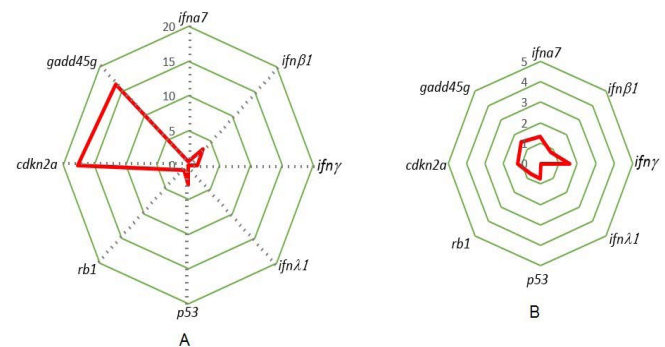 ifna7
20
15
10
5
0
gadd45g
ifnβ1
cdkn2a
ifnγ
rb1
ifnλ1
p53
A
ifna7
5
4
3
2
1
0
gadd45g
ifnβ1
cdkn2a
ifnγ
rb1
ifnλ1
p53
B